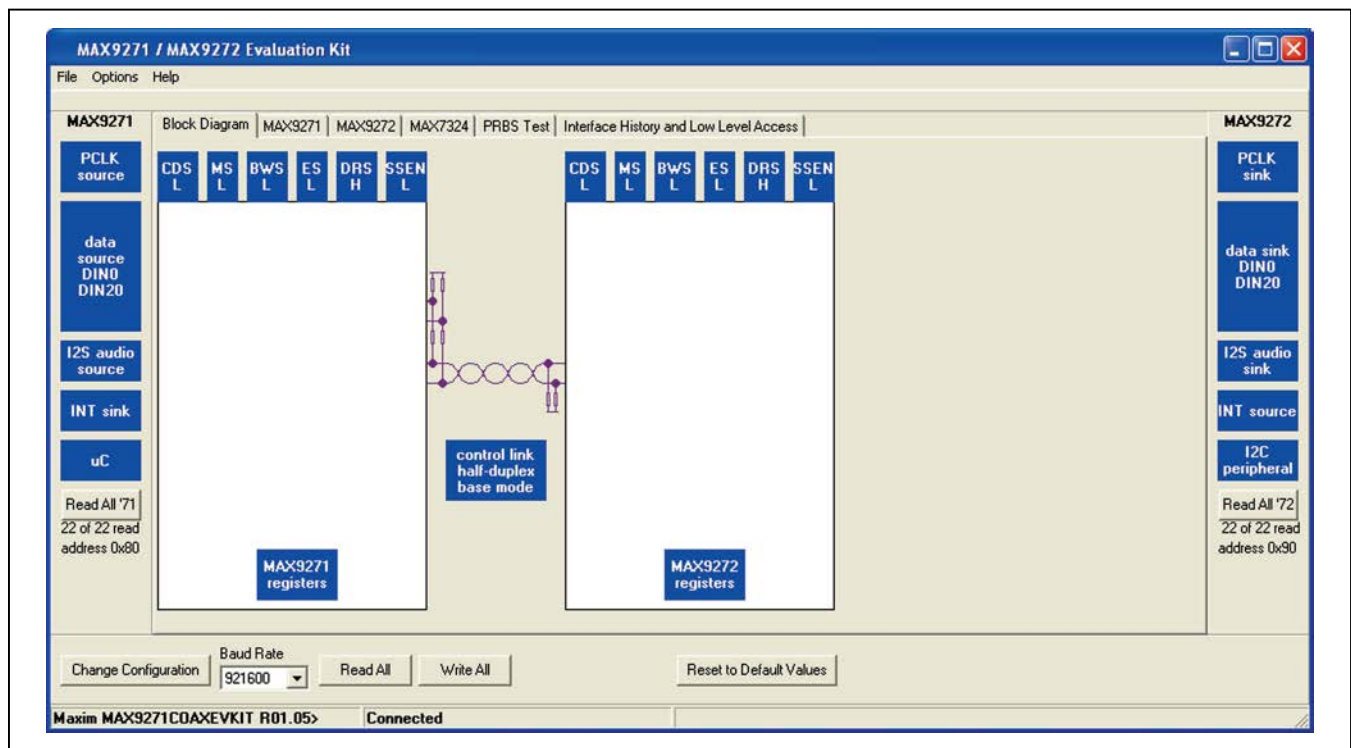 MAX9271 / MAX9272 Evaluation Kit
File Options Help
MAX9271
PCLK
source
data
source
DIN0
DIN20
I2S audio
source
INT sink
uC
Read All '71
22 of 22 read
address 0x80
Block Diagram MAX9271 MAX9272 MAX7324 PRBS Test Interface History and Low Level Access
CDS MS BWS ES DRS SSEN
L L L L H L
MAX9271
registers
control link
half-duplex
base mode
CDS MS BWS ES DRS SSEN
L L L L H L
MAX9272
registers
MAX9272
PCLK
sink
data sink
DIN0
DIN20
I2S audio
sink
INT source
I2C
peripheral
Read All '72
22 of 22 read
address 0x90
Change Configuration
Baud Rate
921600
Read All
Write All
Reset to Default Values
Maxim MAX9271COAXEVKIT R01.05> Connected